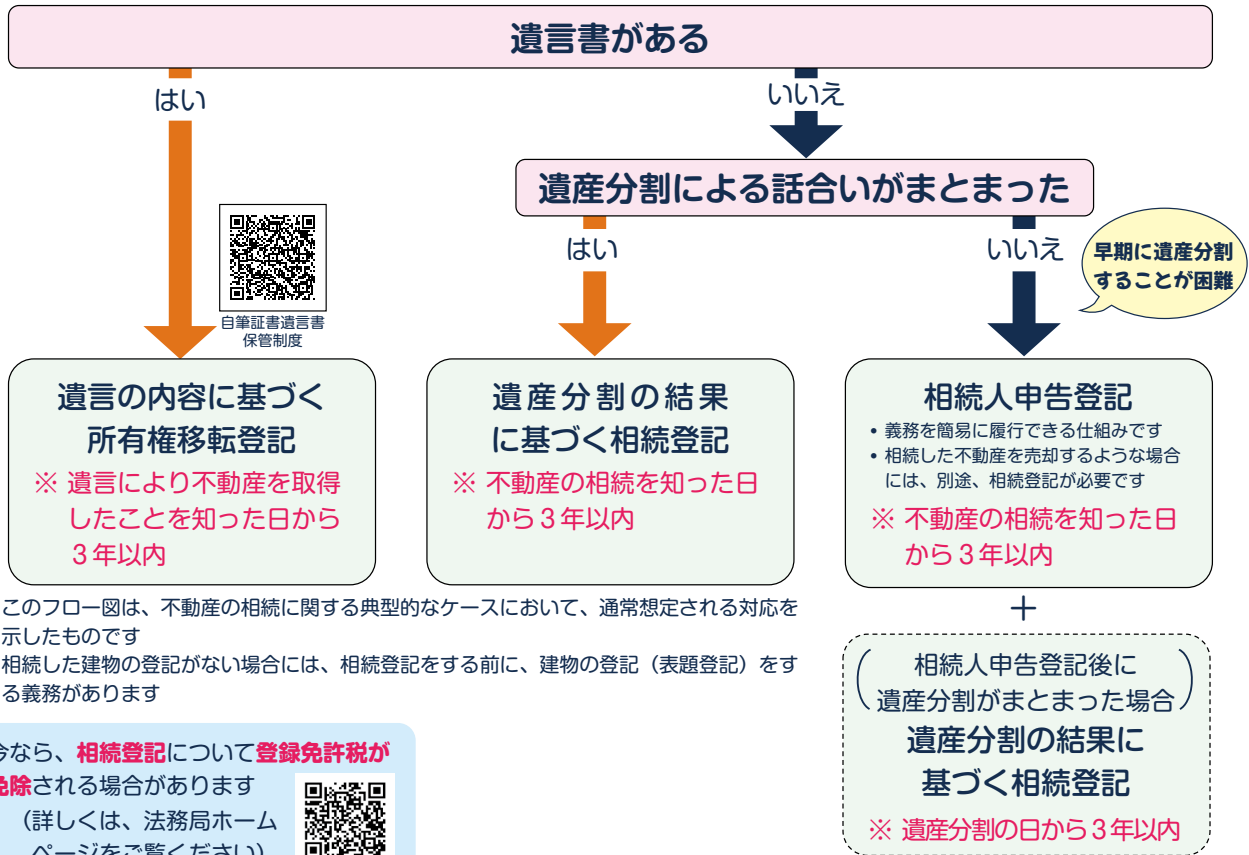 遺言書がある
はい
いいえ
遺産分割による話合いがまとまった
はい
いいえ
早期に遺産分割
することが困難
自筆証書遺言書
保管制度
遺言の内容に基づく
所有権移転登記
※ 遺言により不動産を取得
したことを知った日から
3年以内
遺産分割の結果
に基づく相続登記
※ 不動産の相続を知った日
から3年以内
相続人申告登記
• 義務を簡易に履行できる仕組みです
• 相続した不動産を売却するような場合
には、別途、相続登記が必要です
※ 不動産の相続を知った日
から3年以内
このフロー図は、不動産の相続に関する典型的なケースにおいて、通常想定される対応を
示したものです
相続した建物の登記がない場合には、相続登記をする前に、建物の登記（表題登記）をす
る義務があります
＋
（相続人申告登記後に
遺産分割がまとまった場合）
遺産分割の結果に
基づく相続登記
※ 遺産分割の日から3年以内
今なら、相続登記について登録免許税が
免除される場合があります
（詳しくは、法務局ホーム
ページをご覧ください）